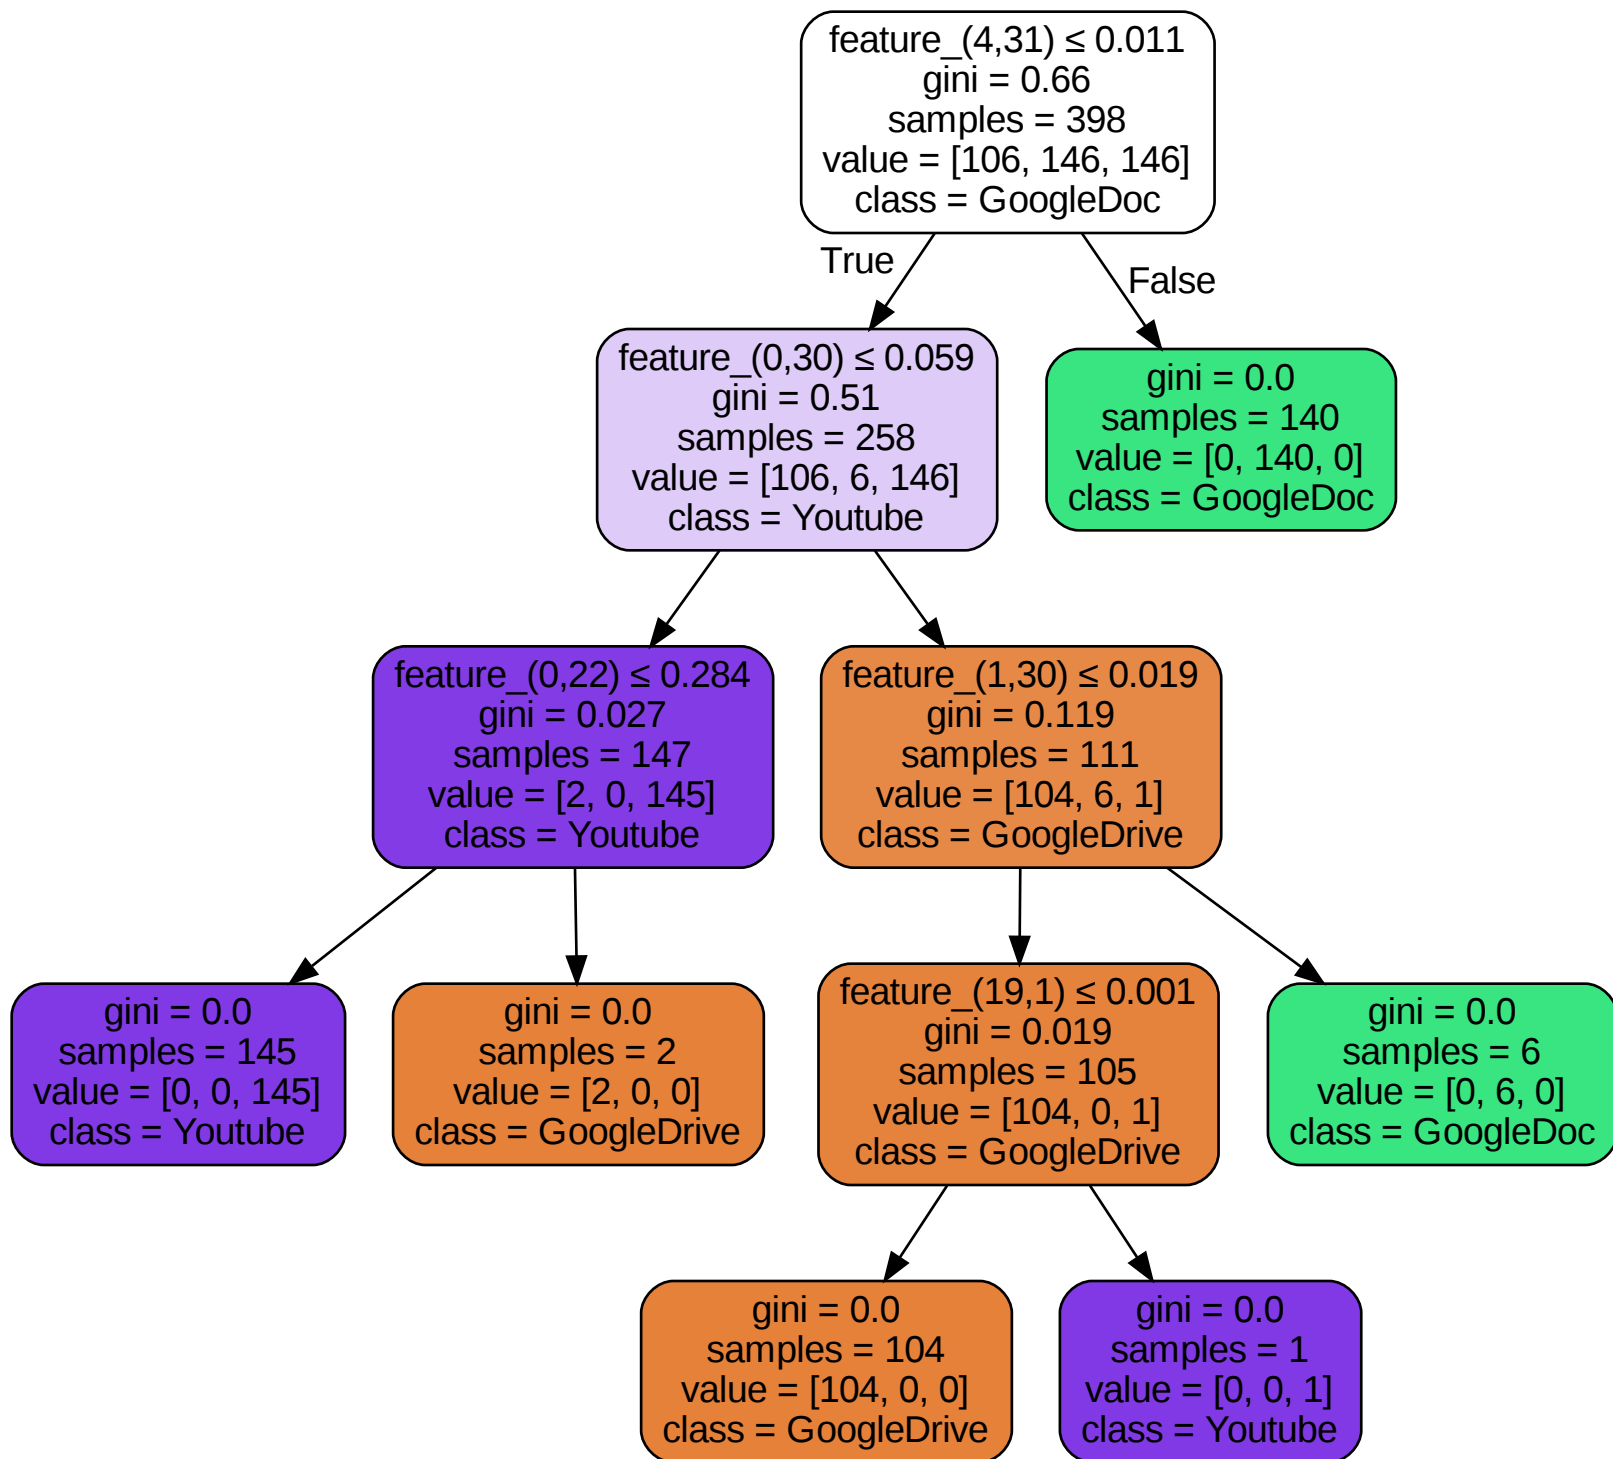 feature_(4,31) ≤ 0.011
gini = 0.66
samples = 398
value = [106, 146, 146]
class = GoogleDoc
True
False
feature_(0,30) ≤ 0.059
gini = 0.51
samples = 258
value = [106, 6, 146]
class = Youtube
gini = 0.0
samples = 140
value = [0, 140, 0]
class = GoogleDoc
feature_(0,22) ≤ 0.284
gini = 0.027
samples = 147
value = [2, 0, 145]
class = Youtube
feature_(1,30) ≤ 0.019
gini = 0.119
samples = 111
value = [104, 6, 1]
class = GoogleDrive
gini = 0.0
samples = 145
value = [0, 0, 145]
class = Youtube
gini = 0.0
samples = 2
value = [2, 0, 0]
class = GoogleDrive
feature_(19,1) ≤ 0.001
gini = 0.019
samples = 105
value = [104, 0, 1]
class = GoogleDrive
gini = 0.0
samples = 6
value = [0, 6, 0]
class = GoogleDoc
gini = 0.0
samples = 104
value = [104, 0, 0]
class = GoogleDrive
gini = 0.0
samples = 1
value = [0, 0, 1]
class = Youtube